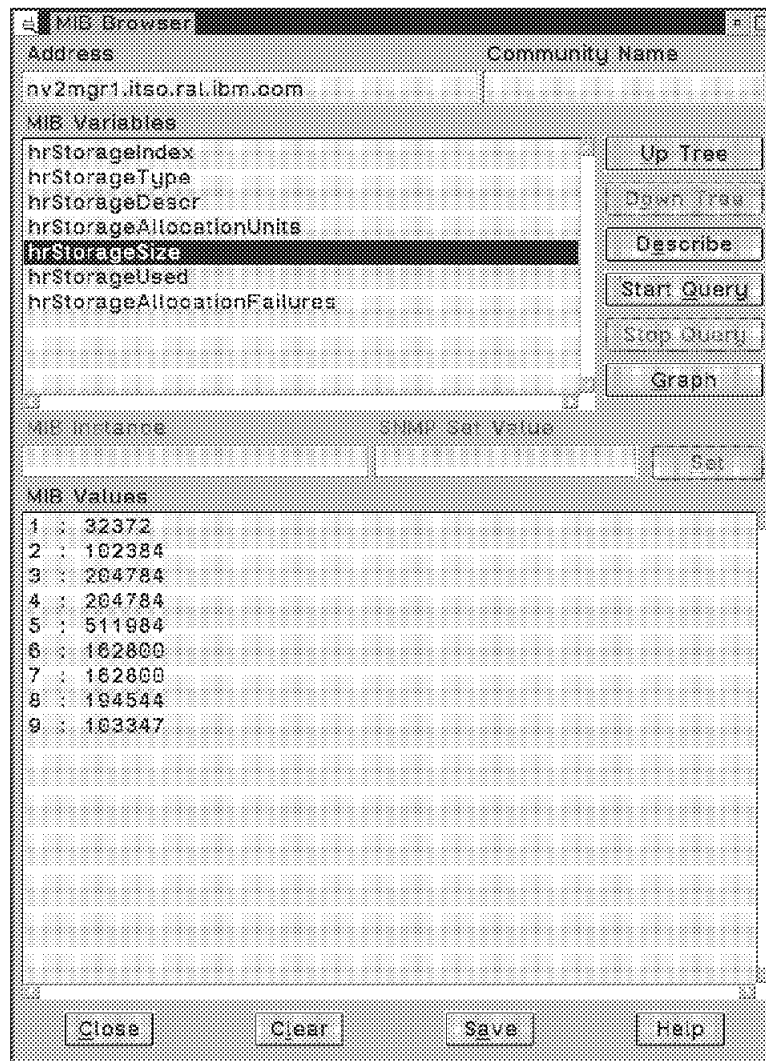 MIB Browser
Address
Community Name
nv2mgr1.itso.ral.ibm.com
MIB Variables
hrStorageIndex
hrStorageType
hrStorageDescr
hrStorageAllocationUnits
hrStorageSize
hrStorageUsed
hrStorageAllocationFailures
Up Tree
Down Tree
Describe
Start Query
Stop Query
Graph
MIB Instance
SNMP Set Value
Set
MIB Values
1 : 32372
2 : 102384
3 : 204784
4 : 204784
5 : 511984
6 : 162800
7 : 162800
8 : 194544
9 : 103347
Close
Clear
Save
Help